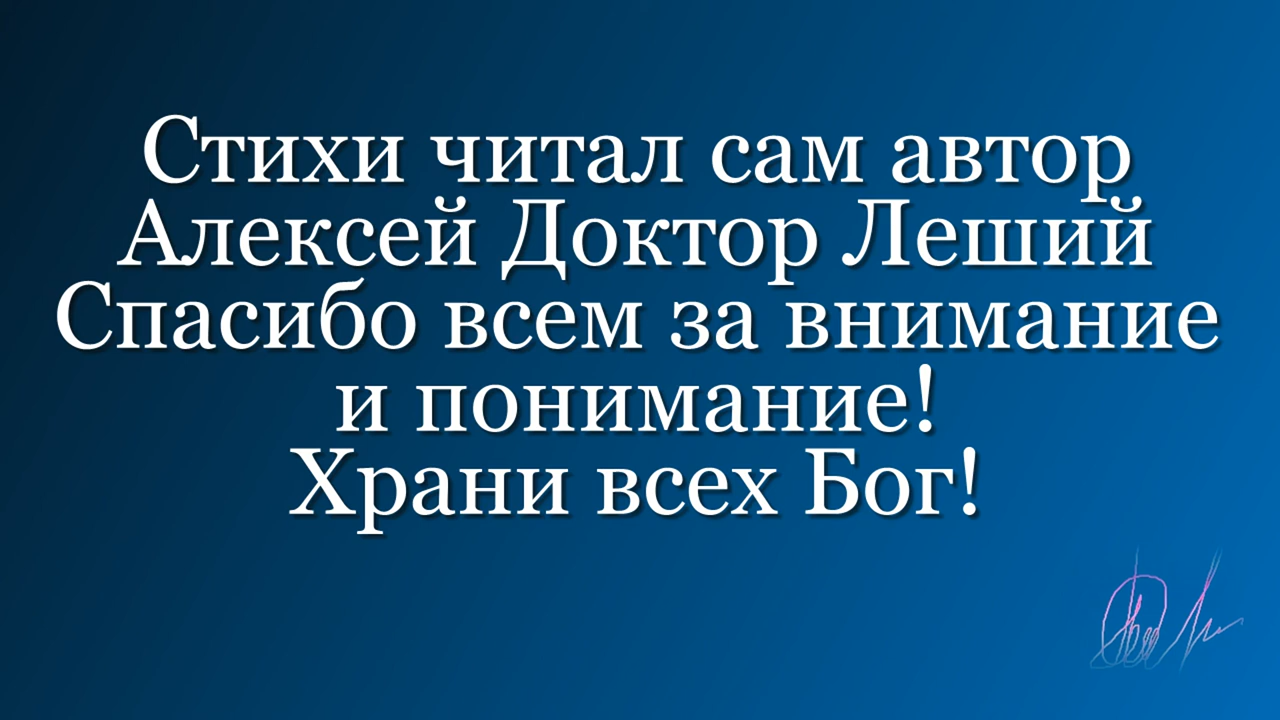 Стихи читал сам автор
Алексей Доктор Леший
Спасибо всем за внимание
и понимание!
Храни всех Бог!